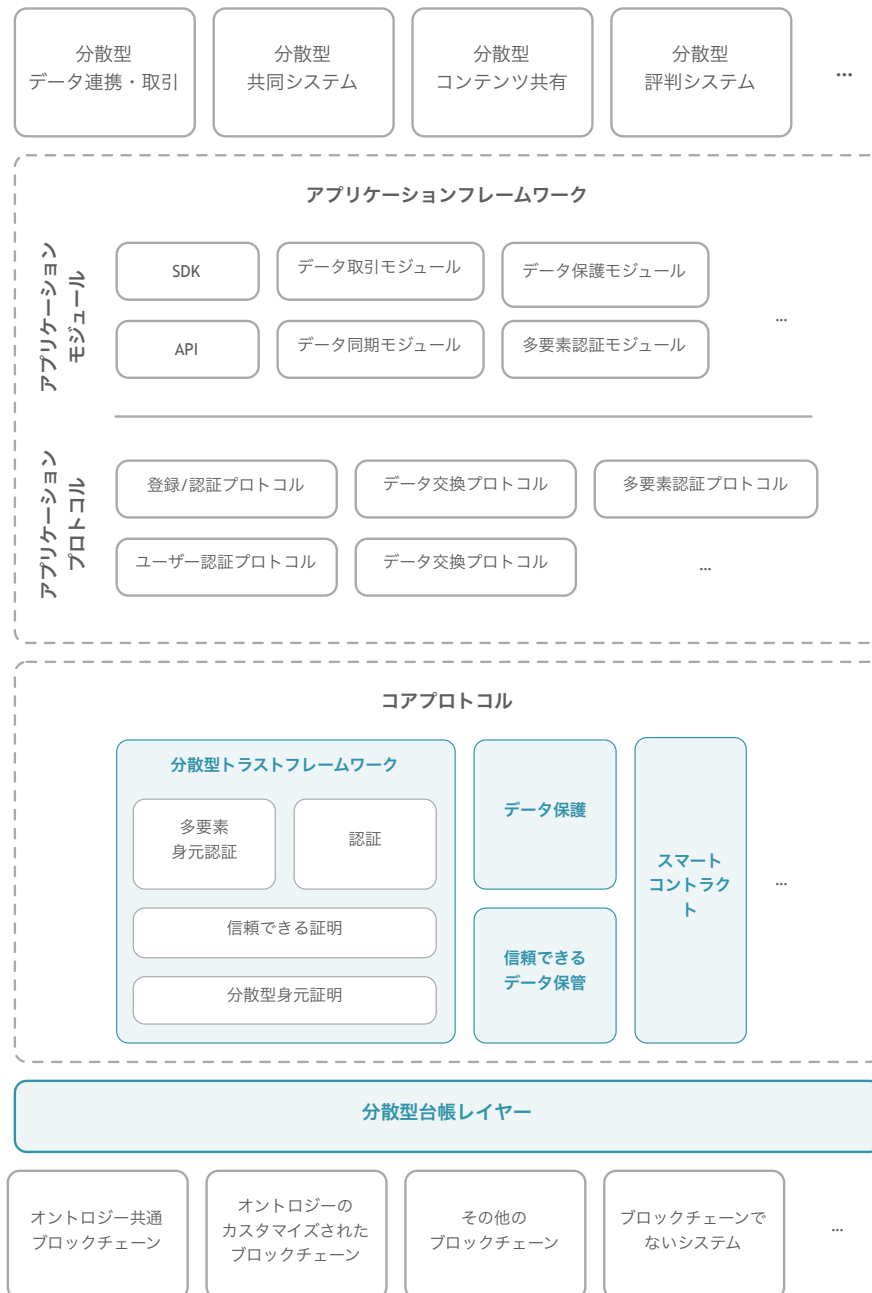 分散型
データ連携・取引
分散型
共同システム
分散型
コンテンツ共有
分散型
評判システム
...
アプリケーションフレームワーク
アプリケーション
モジュール
SDK
データ取引モジュール
データ保護モジュール
...
API
データ同期モジュール
多要素認証モジュール
アプリケーション
プロトコル
登録/認証プロトコル
データ交換プロトコル
多要素認証プロトコル
ユーザー認証プロトコル
データ交換プロトコル
...
コアプロトコル
分散型トラストフレームワーク
多要素
身元認証
認証
信頼できる証明
分散型身元証明
データ保護
信頼できる
データ保管
スマート
コントラク
ト
...
分散型台帳レイヤー
オントロジー共通
ブロックチェーン
オントロジーの
カスタマイズされた
ブロックチェーン
その他の
ブロックチェーン
ブロックチェーンで
ないシステム
...